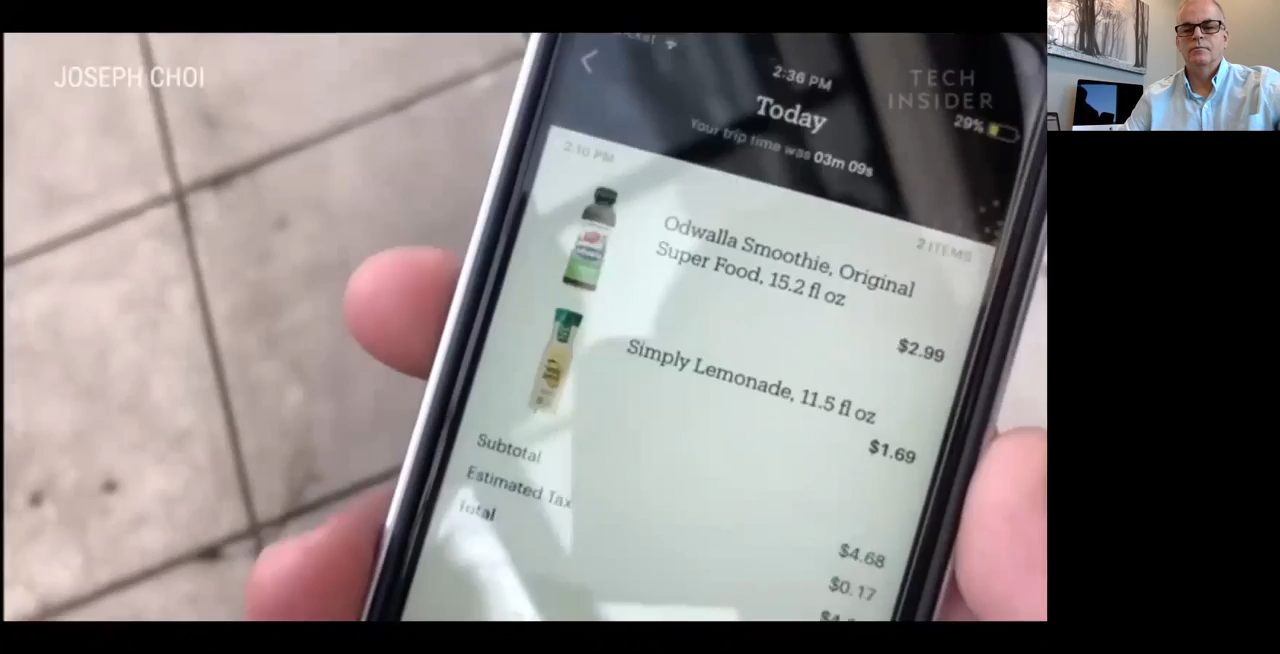 JOSEPH CHOI
TECH
INSIDER
2:36 PM
29%
Today
Your trip time was 03m 09s
2:16 PM
2 ITEMS
Odwalla Smoothie, Original
Super Food, 15.2 fl oz
$2.99
Simply Lemonade, 11.5 fl oz
$1.69
Subtotal
$4.68
Estimated Tax
$0.17
Total